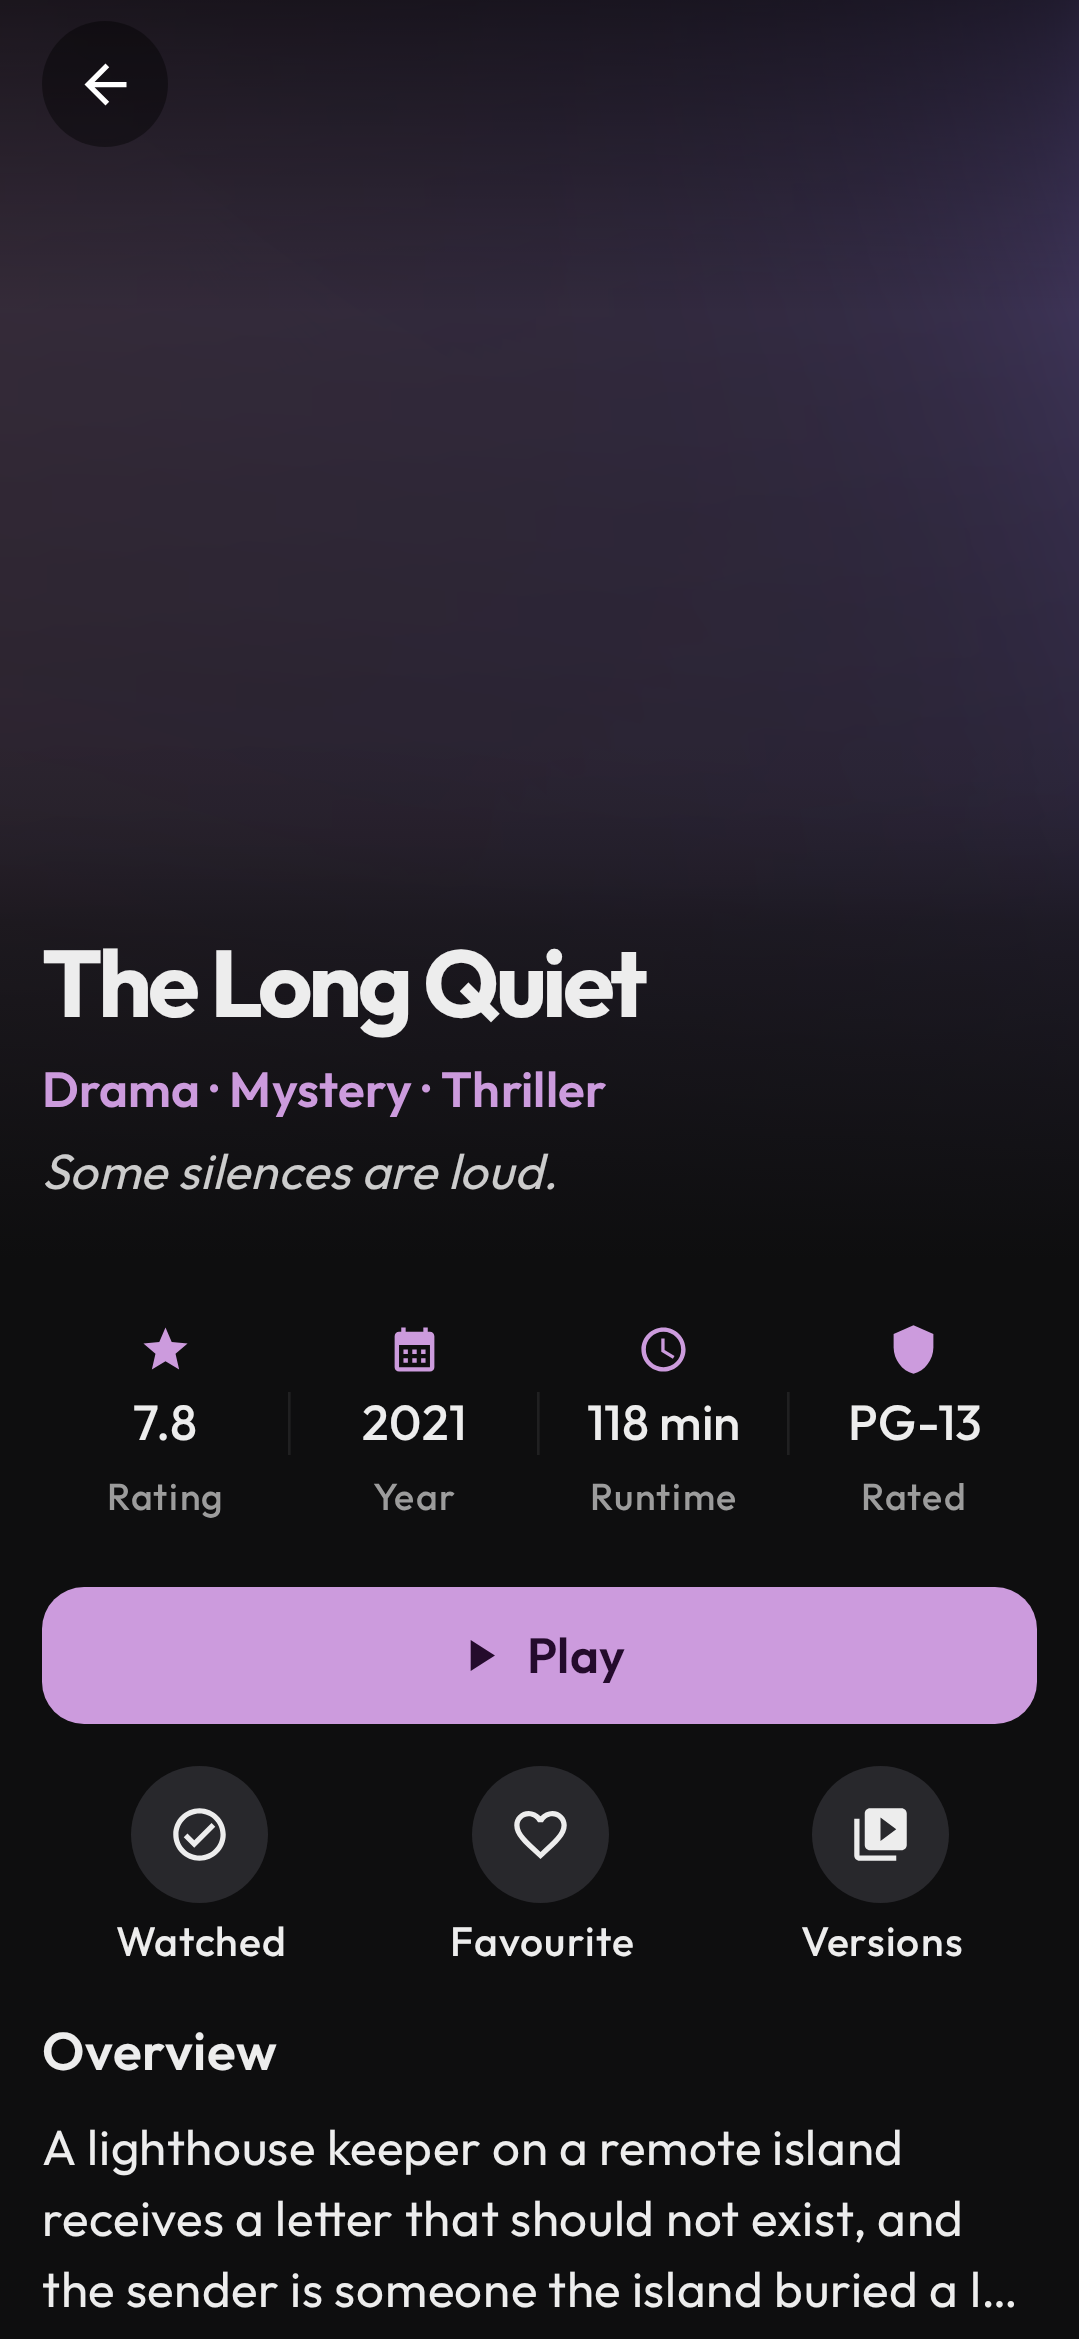 The Long Quiet
Drama · Mystery · Thriller
Some silences are loud.
7.8 2021 118 min PG-13
Rating Year Runtime Rated
Play
Watched Favourite Versions
Overview
A lighthouse keeper on a remote island
receives a letter that should not exist, and
the sender is someone the island buried a l…